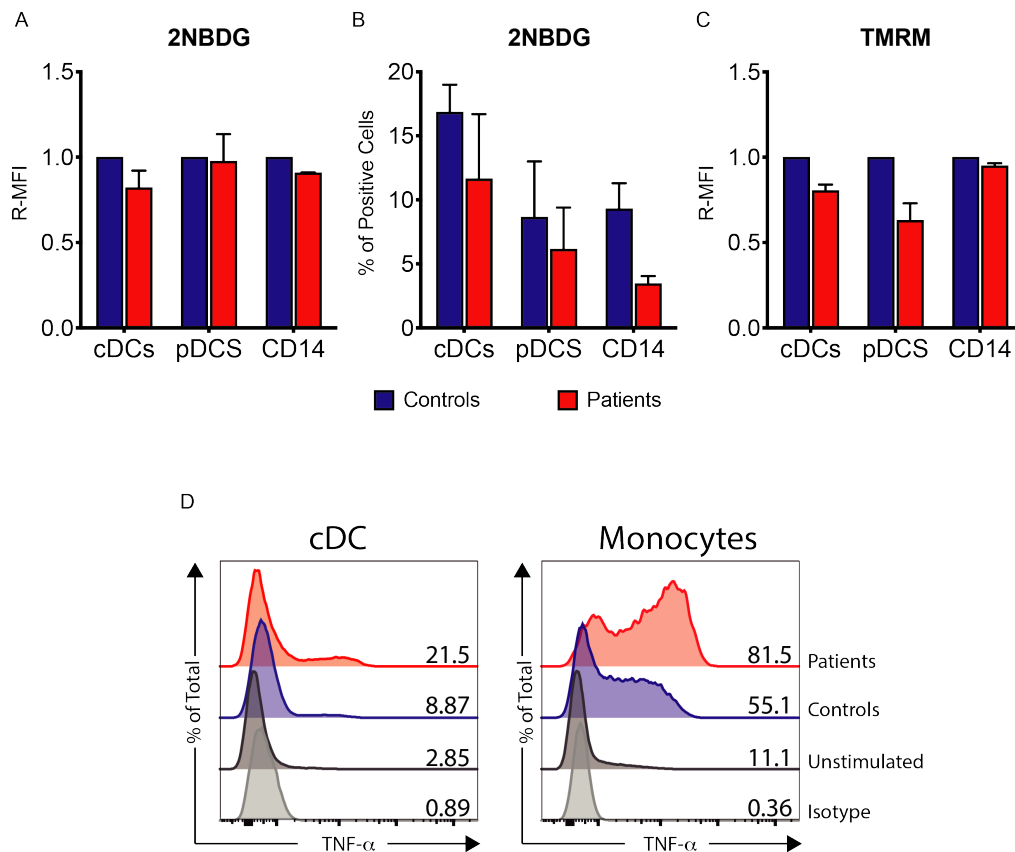 A
2NBDG
R-MFI
1.5
1.0
0.5
0.0
cDCs pDCS CD14
B
2NBDG
% of Positive Cells
20
15
10
5
0
cDCs pDCS CD14
C
TMRM
R-MFI
1.5
1.0
0.5
0.0
cDCs pDCS CD14
Controls Patients
D
cDC
% of Total
21.5
8.87
2.85
0.89
TNF-α
Monocytes
% of Total
81.5 Patients
55.1 Controls
11.1 Unstimulated
0.36 Isotype
TNF-α